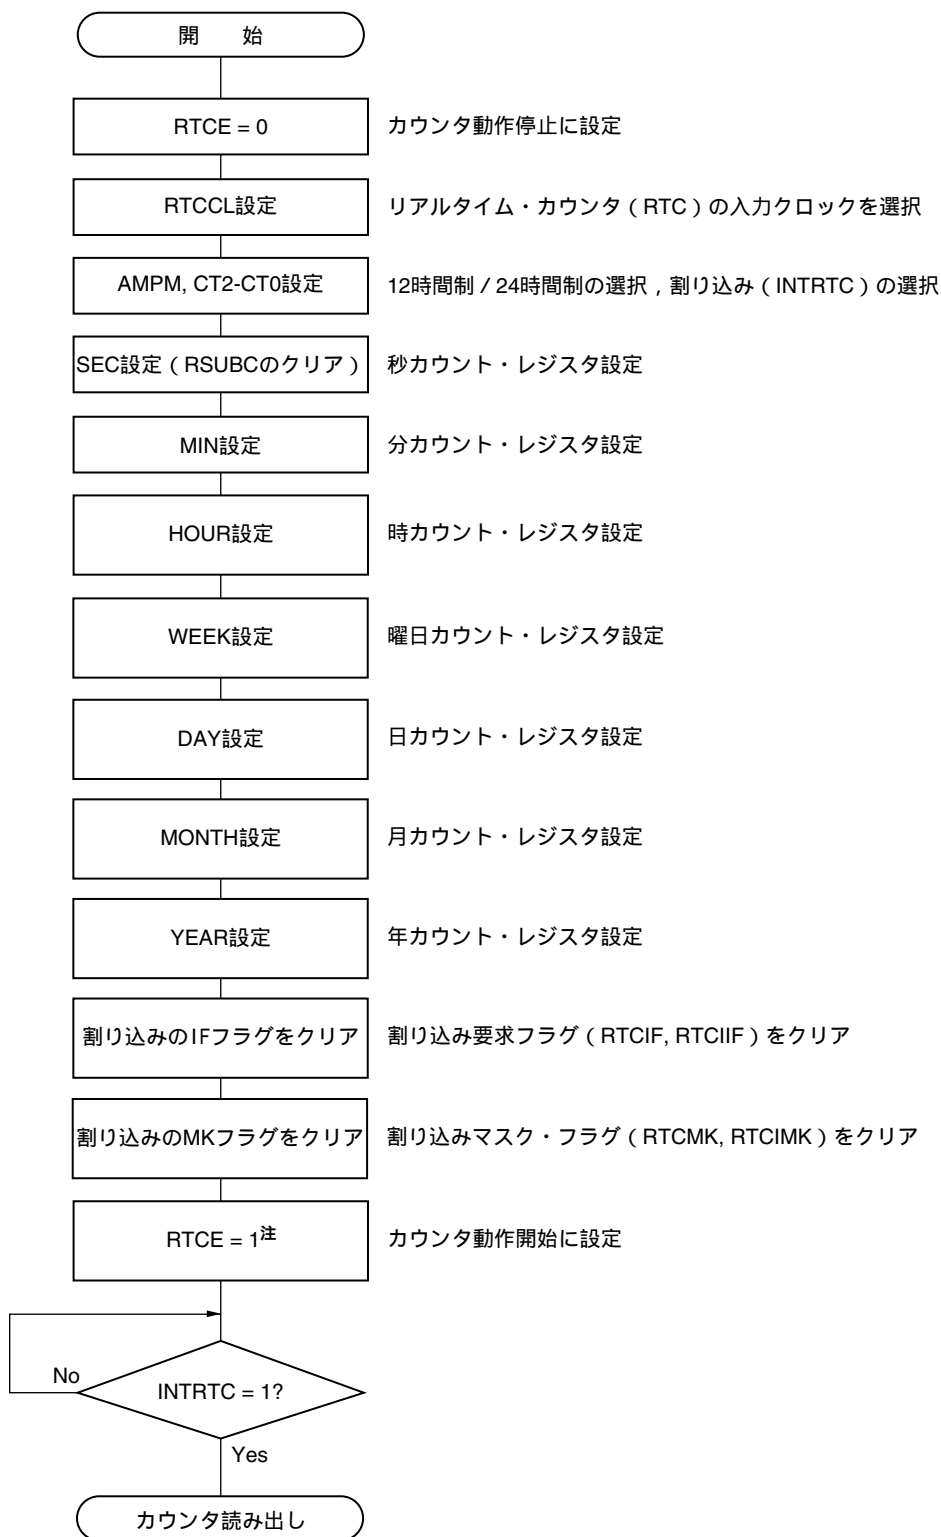 開　　始
RTCE = 0
カウンタ動作停止に設定
RTCCL設定
リアルタイム・カウンタ（RTC）の入力クロックを選択
AMPM, CT2-CT0設定
12時間制 / 24時間制の選択，割り込み（INTRTC）の選択
SEC設定（RSUBCのクリア）
秒カウント・レジスタ設定
MIN設定
分カウント・レジスタ設定
HOUR設定
時カウント・レジスタ設定
WEEK設定
曜日カウント・レジスタ設定
DAY設定
日カウント・レジスタ設定
MONTH設定
月カウント・レジスタ設定
YEAR設定
年カウント・レジスタ設定
割り込みのIFフラグをクリア
割り込み要求フラグ（RTCIF, RTCIIF）をクリア
割り込みのMKフラグをクリア
割り込みマスク・フラグ（RTCMK, RTCIMK）をクリア
RTCE = 1注
カウンタ動作開始に設定
No
INTRTC = 1?
Yes
カウンタ読み出し